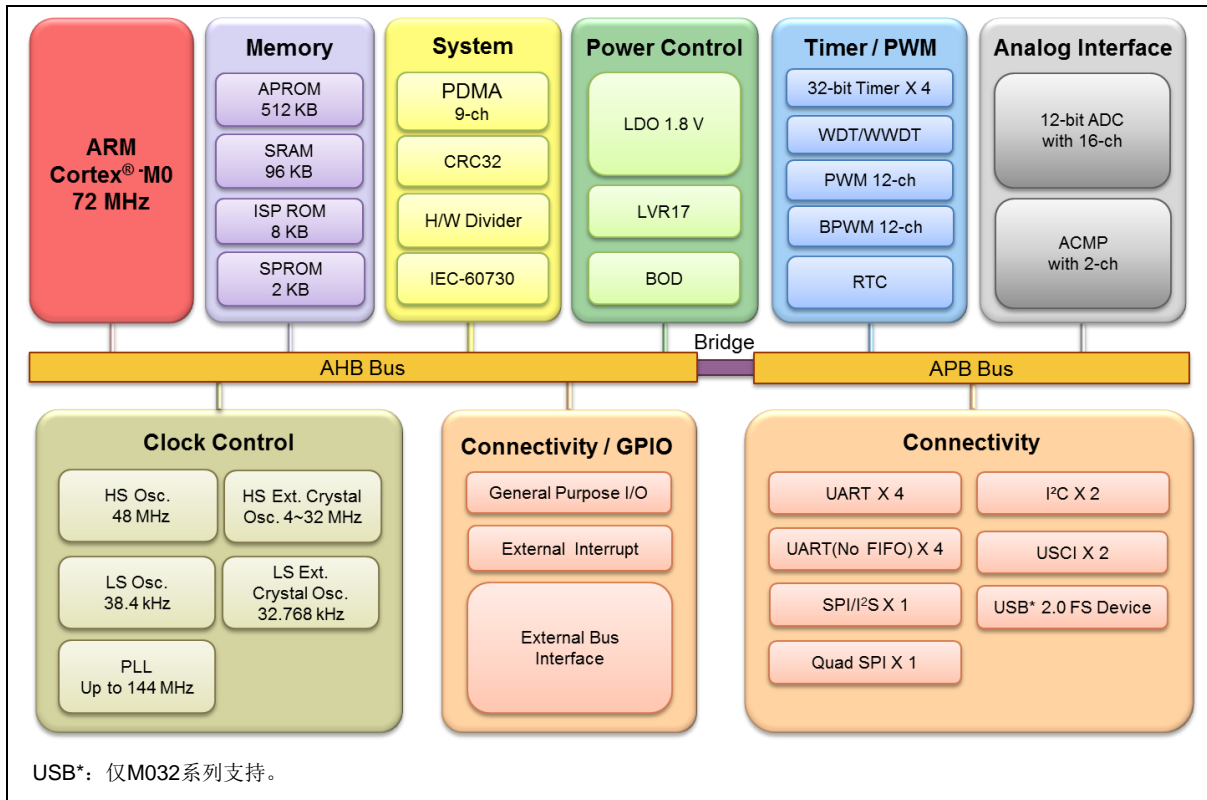 ARM
Cortex® -M0
72 MHz
Memory
APROM
512 KB
SRAM
96 KB
ISP ROM
8 KB
SPROM
2 KB
System
PDMA
9-ch
CRC32
H/W Divider
IEC-60730
Power Control
LDO 1.8 V
LVR17
BOD
Timer / PWM
32-bit Timer X 4
WDT/WWDT
PWM 12-ch
BPWM 12-ch
RTC
Analog Interface
12-bit ADC
with 16-ch
ACMP
with 2-ch
AHB Bus
Bridge
APB Bus
Clock Control
HS Osc.
48 MHz
HS Ext. Crystal
Osc. 4~32 MHz
LS Osc.
38.4 kHz
LS Ext.
Crystal Osc.
32.768 kHz
PLL
Up to 144 MHz
Connectivity / GPIO
General Purpose I/O
External Interrupt
External Bus
Interface
Connectivity
UART X 4
I²C X 2
UART(No FIFO) X 4
USCI X 2
SPI/I²S X 1
USB* 2.0 FS Device
Quad SPI X 1
USB*：仅M032系列支持。